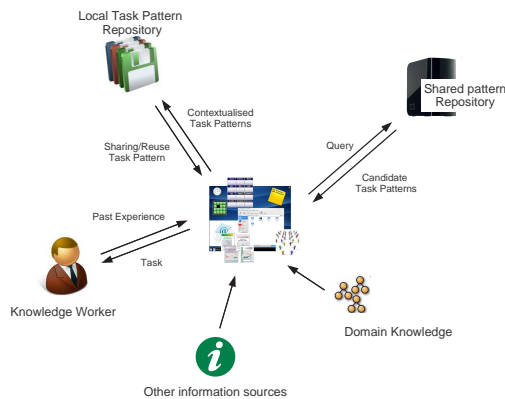 Local Task Pattern
Repository
Contextualised
Task Patterns
Sharing/Reuse
Task Pattern
Shared pattern
Repository
Query
Candidate
Task Patterns
Past Experience
Task
Knowledge Worker
Domain Knowledge
Other information sources